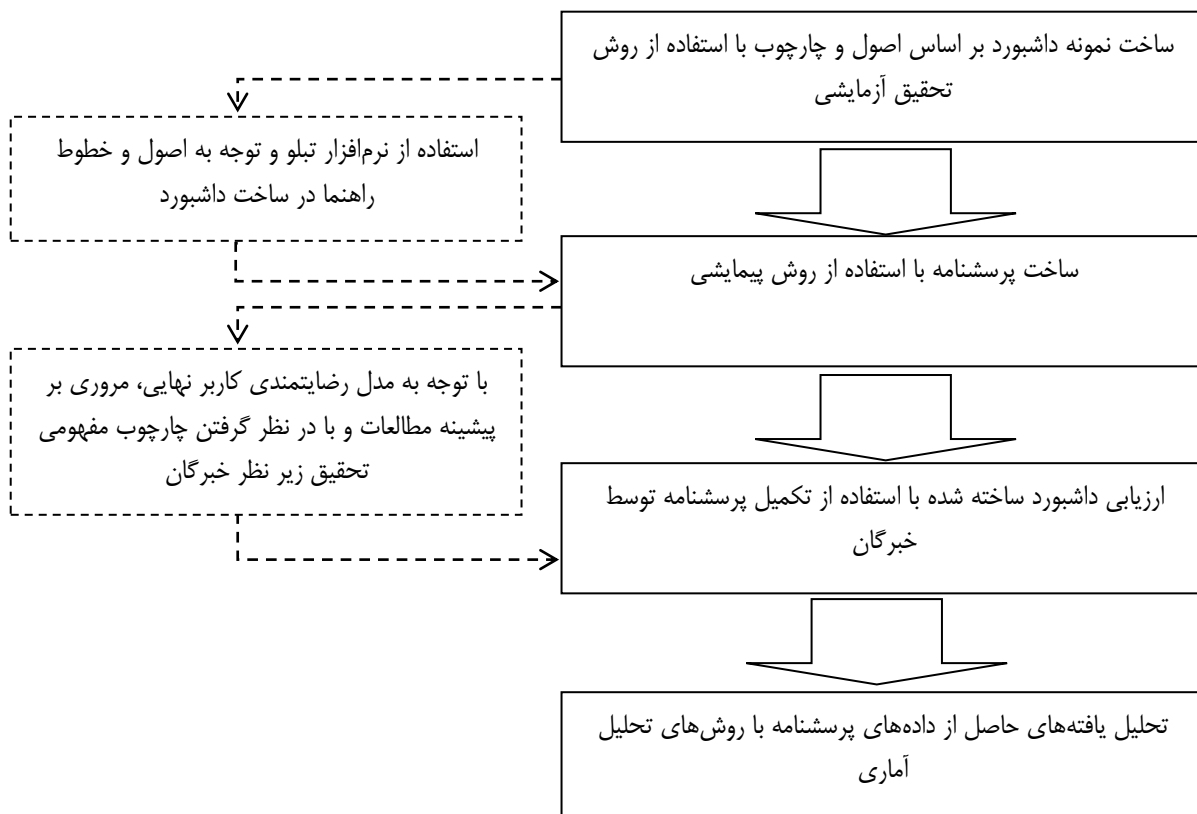 ساخت نمونه داشبورد بر اساس اصول و چارچوب با استفاده از روش
تحقیق آزمایشی
استفاده از نرم‌افزار تبلو و توجه به اصول و خطوط
راهنما در ساخت داشبورد
ساخت پرسشنامه با استفاده از روش پیمایشی
با توجه به مدل رضایتمندی کاربر نهایی، مروری بر
پیشینه مطالعات و با در نظر گرفتن چارچوب مفهومی
تحقیق زیر نظر خبرگان
ارزیابی داشبورد ساخته شده با استفاده از تکمیل پرسشنامه توسط
خبرگان
تحلیل یافته‌های حاصل از داده‌های پرسشنامه با روش‌های تحلیل
آماری